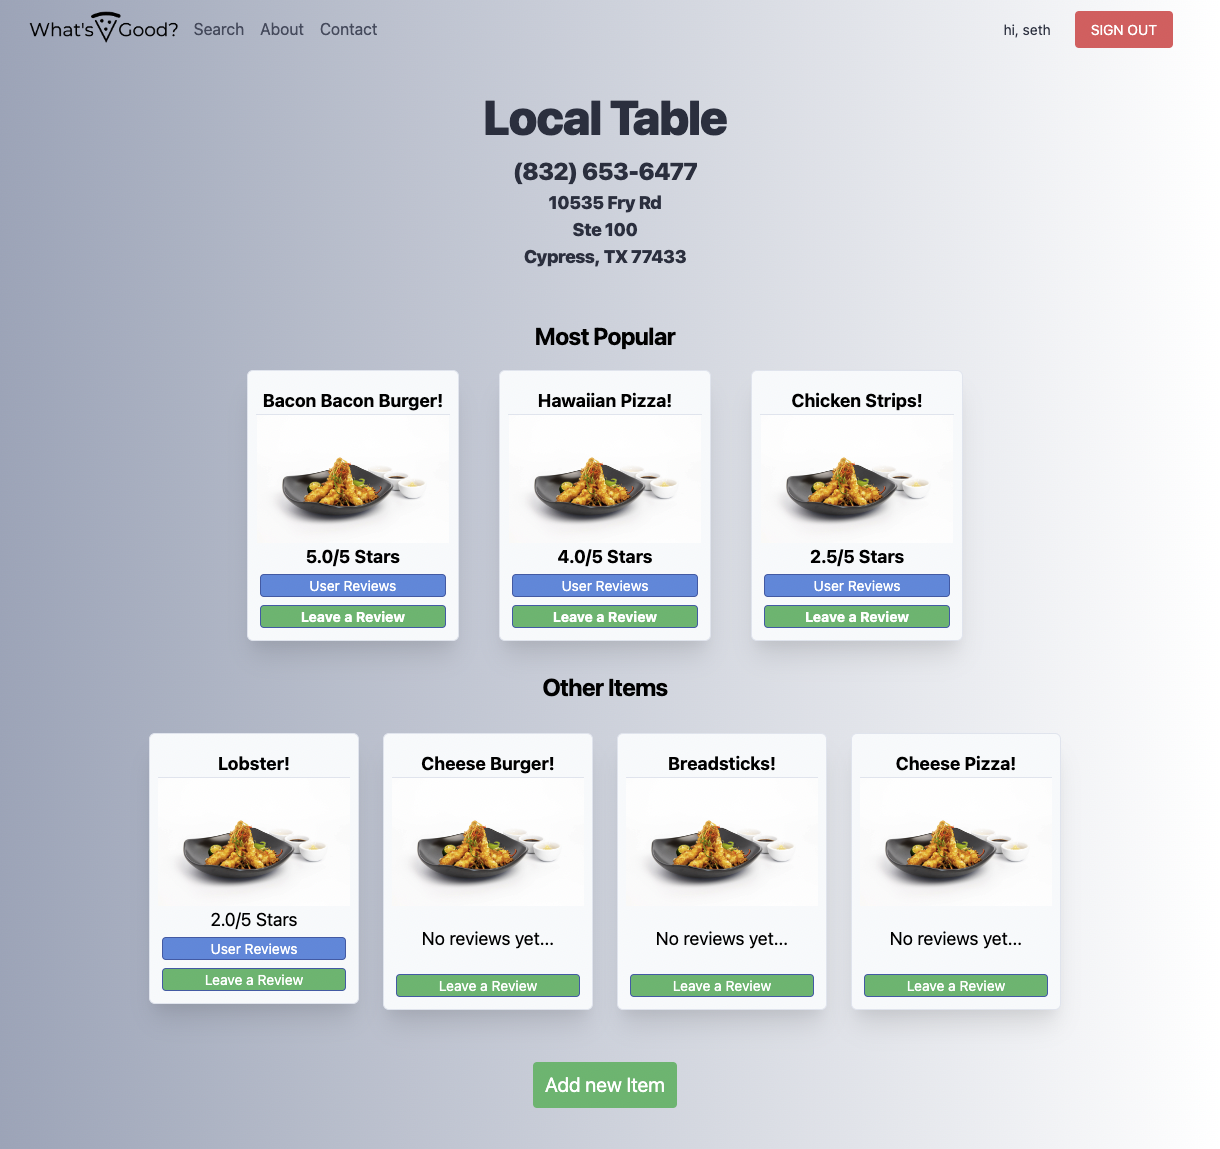 What's Good? Search About Contact hi, seth SIGN OUT
Local Table
(832) 653-6477
10535 Fry Rd
Ste 100
Cypress, TX 77433
Most Popular
Bacon Bacon Burger! Hawaiian Pizza! Chicken Strips!
5.0/5 Stars 4.0/5 Stars 2.5/5 Stars
User Reviews User Reviews User Reviews
Leave a Review Leave a Review Leave a Review
Other Items
Lobster! Cheese Burger! Breadsticks! Cheese Pizza!
2.0/5 Stars
No reviews yet... No reviews yet... No reviews yet...
User Reviews
Leave a Review Leave a Review Leave a Review Leave a Review
Add new Item